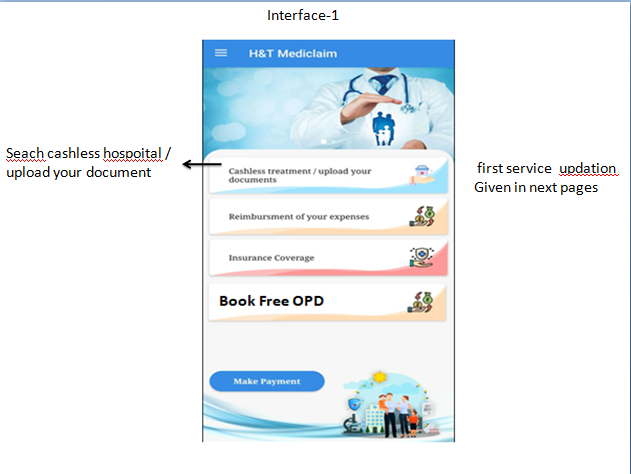 Interface-1
H&T Mediclaim
Seach cashless hospoital /
upload your document
Cashless treatment / upload your
documents
first service updation
Given in next pages
Reimbursment of your expenses
Insurance Coverage
Book Free OPD
Make Payment